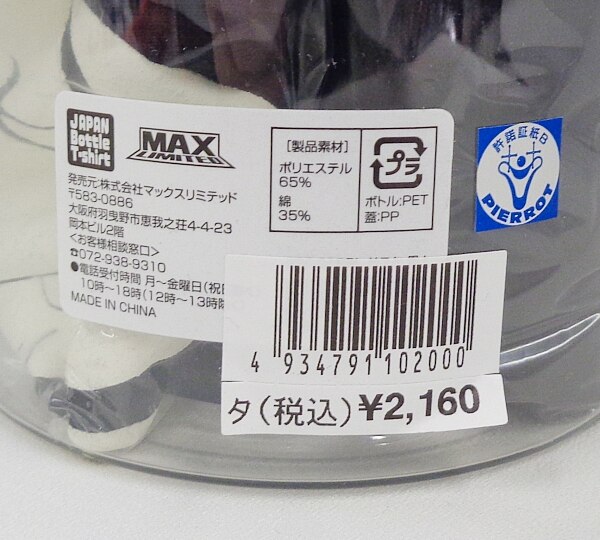 JAPAN
Bottle
T-shirt
MAX
LIMITED
発売元:株式会社マックスリミテッド
〒583-0886
大阪府羽曳野市恵我之荘4-4-23
岡本ビル2階
<お客様相談窓口>
☎072-938-9310
●電話受付時間 月~金曜日(祝
10時~18時(12時~13時
MADE IN CHINA
[製品素材]
ポリエステル
65%
綿
35%
プラ
ボトル:PET
蓋:PP
許諾証紙B
PIERROT
4 934791 102000
タ(税込)¥2,160